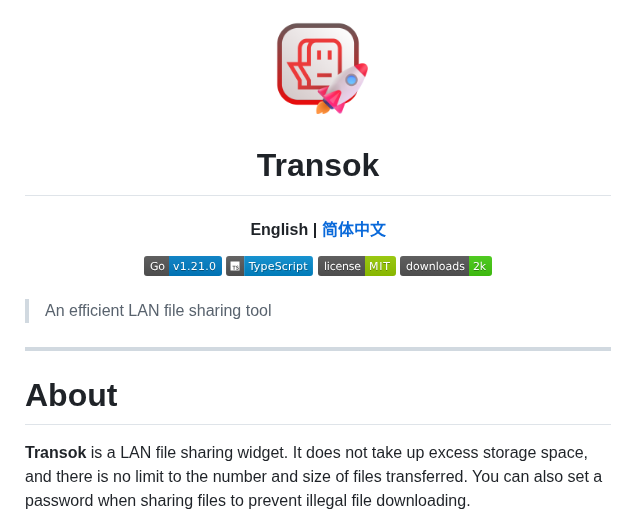 Transok
English | 简体中文
Go v1.21.0 TS TypeScript license MIT downloads 2k
An efficient LAN file sharing tool
About
Transok is a LAN file sharing widget. It does not take up excess storage space,
and there is no limit to the number and size of files transferred. You can also set a
password when sharing files to prevent illegal file downloading.